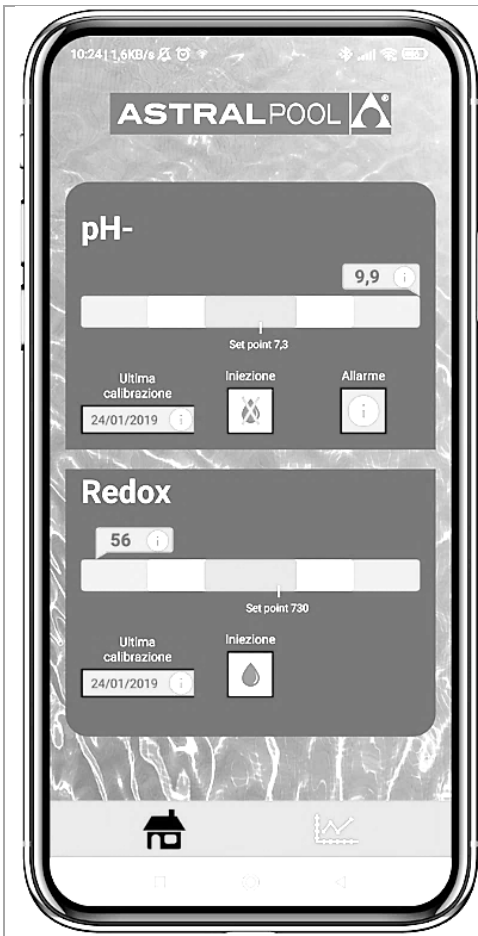 10:24 | 1,6KB/s
ASTRALPOOL
pH-
9,9
Set point 7,3
Ultima
calibrazione
Iniezione
Allarme
24/01/2019
Redox
56
Set point 730
Ultima
calibrazione
Iniezione
24/01/2019